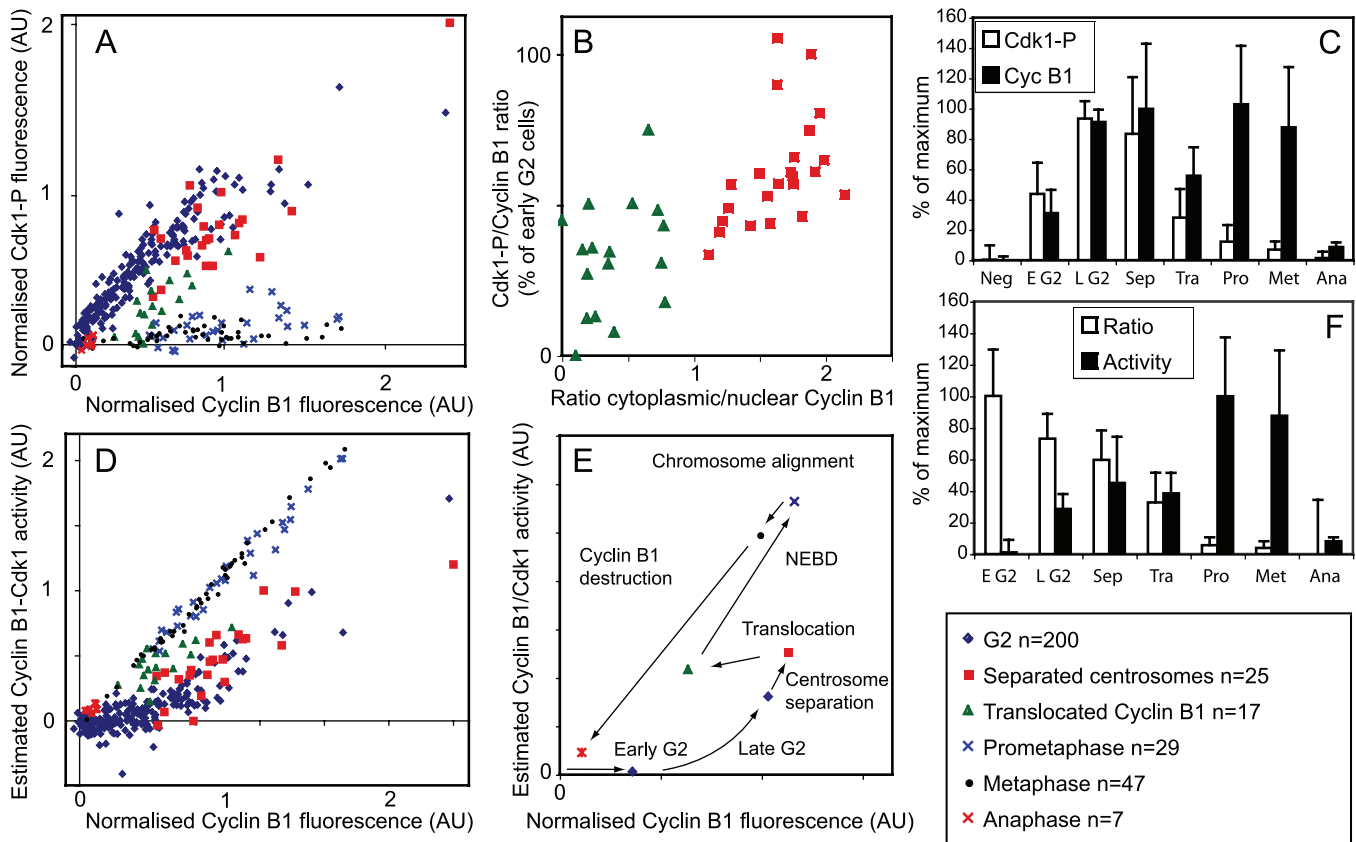 A
Normalised Cdk1-P fluorescence (AU)
2
1
0
0
1
2
Normalised Cyclin B1 fluorescence (AU)
B
Cdk1-P/Cyclin B1 ratio
(% of early G2 cells)
100
0
0
1
2
Ratio cytoplasmic/nuclear Cyclin B1
C
Cdk1-P
Cyc B1
% of maximum
160
140
120
100
80
60
40
20
0
Neg E G2 L G2 Sep Tra Pro Met Ana
D
Estimated Cyclin B1-Cdk1 activity (AU)
2
1
0
0
1
2
Normalised Cyclin B1 fluorescence (AU)
E
Estimated Cyclin B1/Cdk1 activity (AU)
0
0
Chromosome alignment
Cyclin B1
destruction
NEBD
Translocation
Centrosome
separation
Early G2
Late G2
Normalised Cyclin B1 fluorescence (AU)
F
Ratio
Activity
% of maximum
160
140
120
100
80
60
40
20
0
E G2 L G2 Sep Tra Pro Met Ana
G2 n=200
Separated centrosomes n=25
Translocated Cyclin B1 n=17
Prometaphase n=29
Metaphase n=47
Anaphase n=7